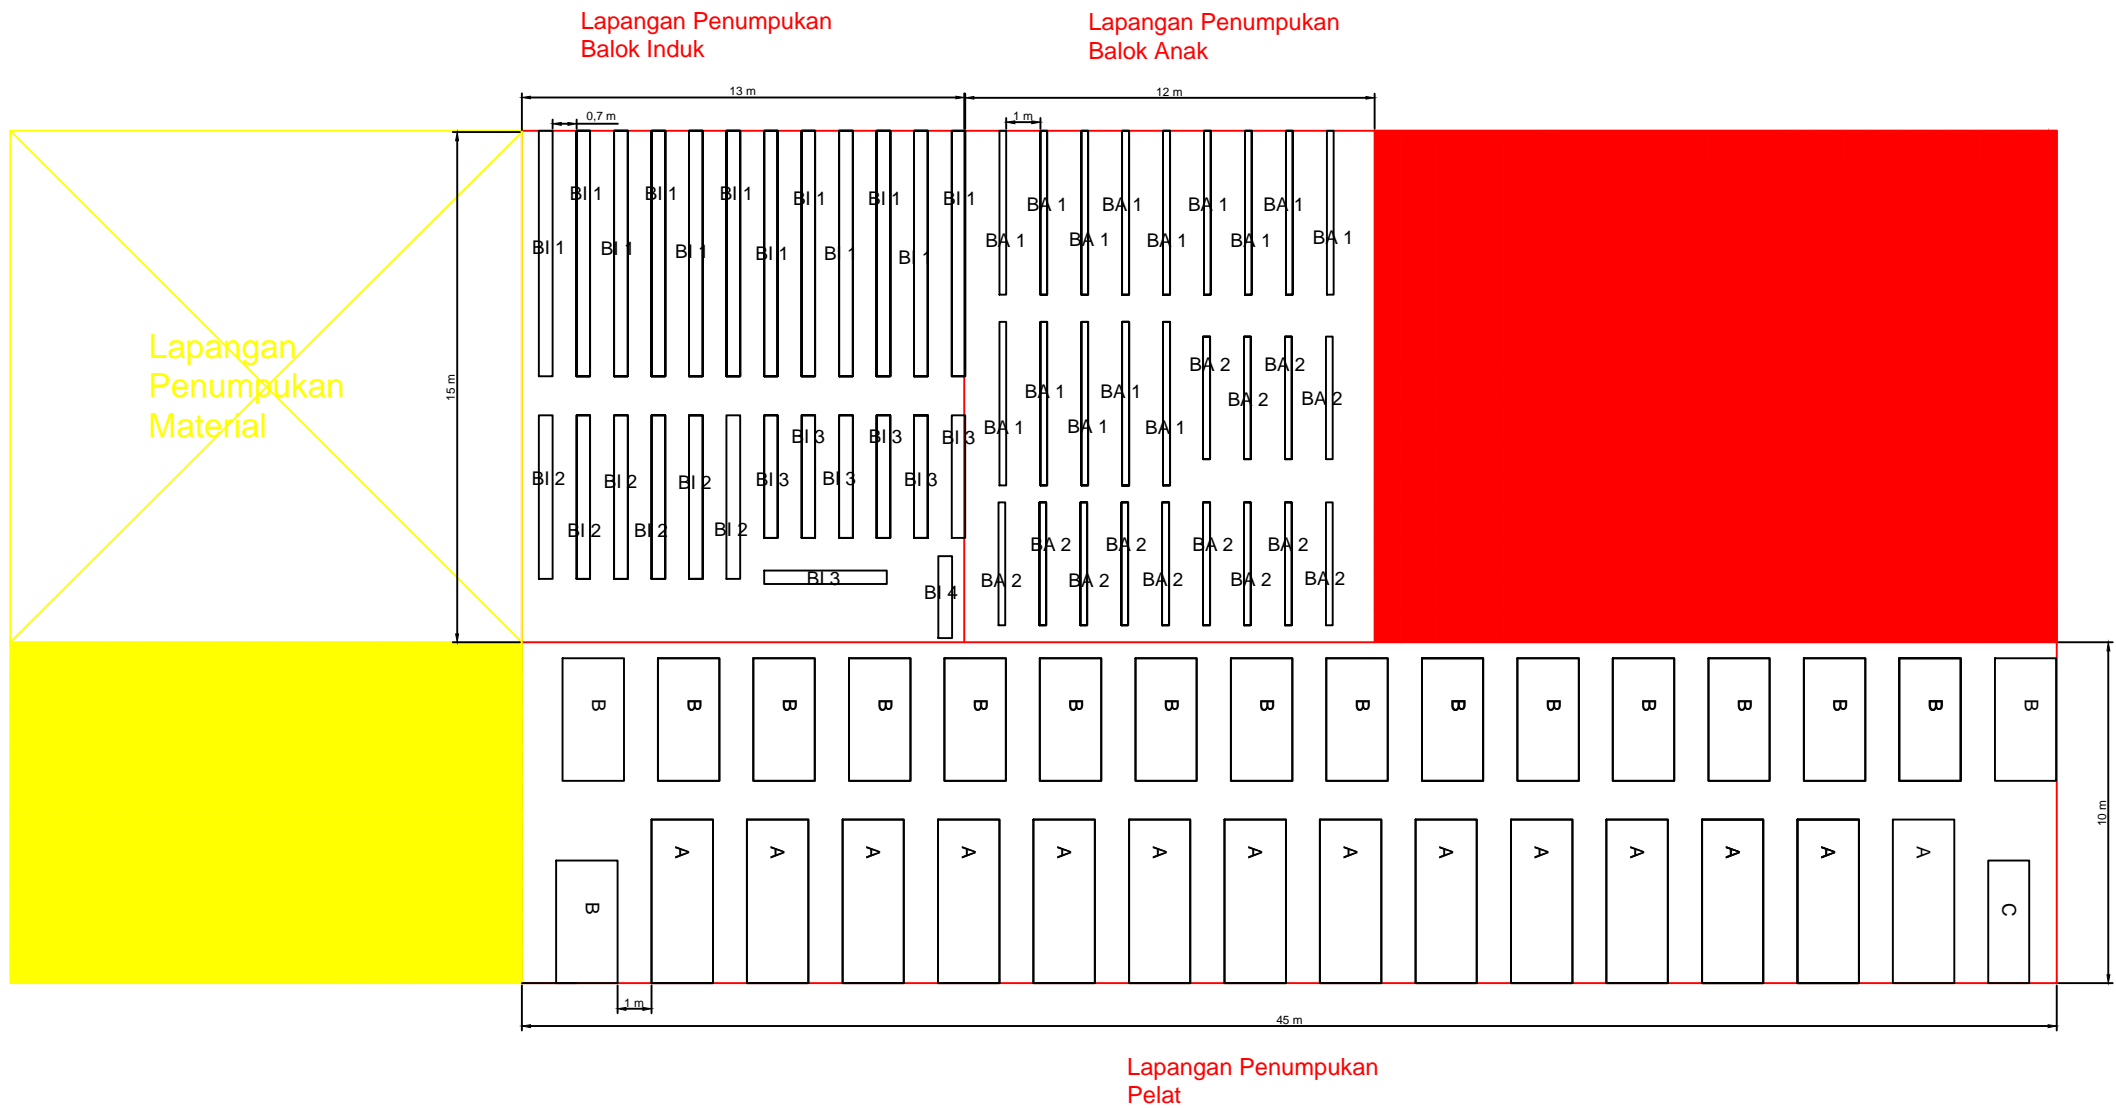 Lapangan Penumpukan
Balok Induk
Lapangan Penumpukan
Balok Anak
13 m
12 m
0,7 m
1 m
BI 1 BI 1 BI 1 BI 1 BI 1 BI 1
BI 1 BI 1 BI 1 BI 1 BI 1 BI 1
BA 1 BA 1 BA 1 BA 1
BA 1 BA 1 BA 1 BA 1 BA 1
Lapangan
Penumpukan
Material
15 m
BI 3 BI 3 BI 3
BI 2 BI 2 BI 2 BI 3 BI 3 BI 3
BI 2 BI 2 BI 2
BI 3
BI 4
BA 2 BA 2
BA 1 BA 1 BA 2 BA 2
BA 1 BA 1 BA 1
BA 2 BA 2 BA 2 BA 2
BA 2 BA 2 BA 2 BA 2 BA 2
B B B B B B B B B B B B B B B B
10 m
A A A A A A A A A A A A A A
B C
1 m
45 m
Lapangan Penumpukan
Pelat